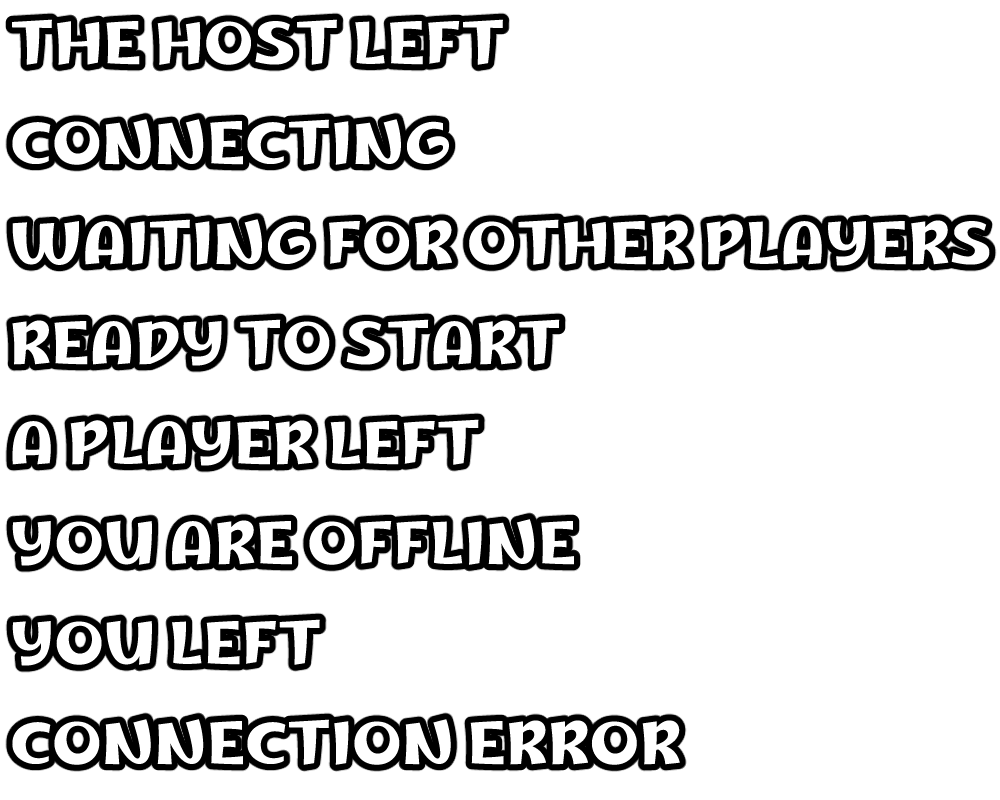 THE HOST LEFT
CONNECTING
WAITING FOR OTHER PLAYERS
READY TO START
A PLAYER LEFT
YOU ARE OFFLINE
YOU LEFT
CONNECTION ERROR